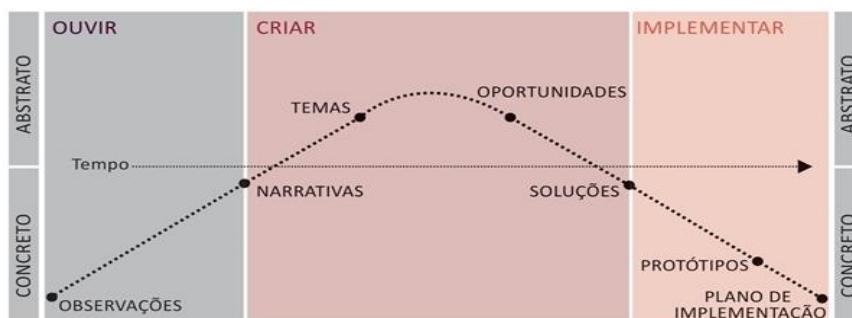 OUVIR
CRIAR
IMPLEMENTAR
ABSTRATO
ABSTRATO
TEMAS
OPORTUNIDADES
Tempo
NARRATIVAS
SOLUÇÕES
CONCRETO
CONCRETO
PROTÓTIPOS
OBSERVAÇÕES
PLANO DE
IMPLEMENTAÇÃO